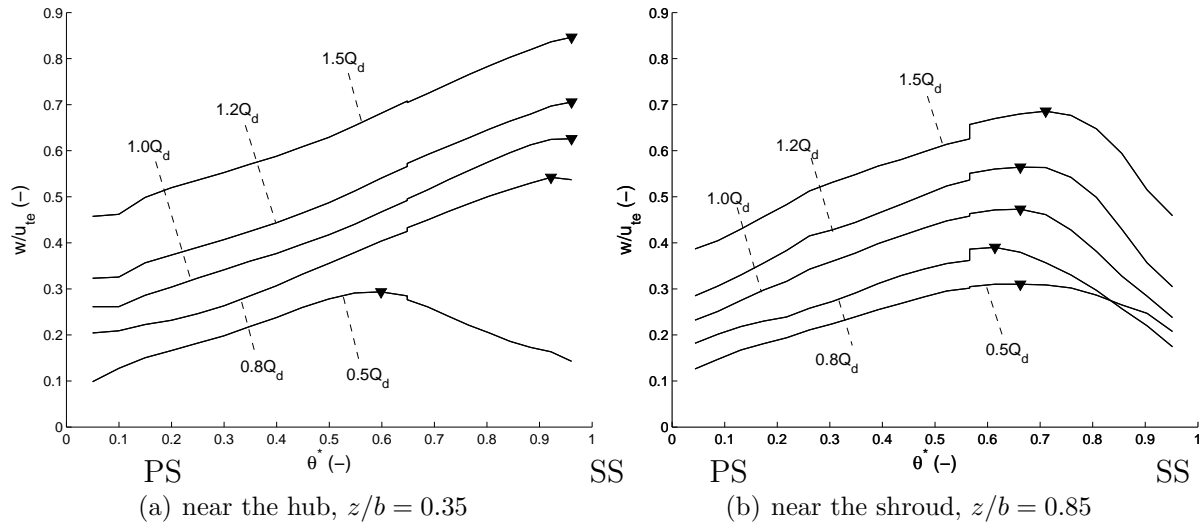 0.9
0.8
0.7
0.6
0.5
0.4
0.3
0.2
0.1
0
w/u_te (−)
1.5Q_d
1.2Q_d
1.0Q_d
0.8Q_d
0.5Q_d
0 0.1 0.2 0.3 0.4 0.5 0.6 0.7 0.8 0.9 1
θ* (−)
PS SS
(a) near the hub, z/b = 0.35
0.9
0.8
0.7
0.6
0.5
0.4
0.3
0.2
0.1
0
w/u_te (−)
1.5Q_d
1.2Q_d
1.0Q_d
0.8Q_d
0.5Q_d
0 0.1 0.2 0.3 0.4 0.5 0.6 0.7 0.8 0.9 1
θ* (−)
PS SS
(b) near the shroud, z/b = 0.85